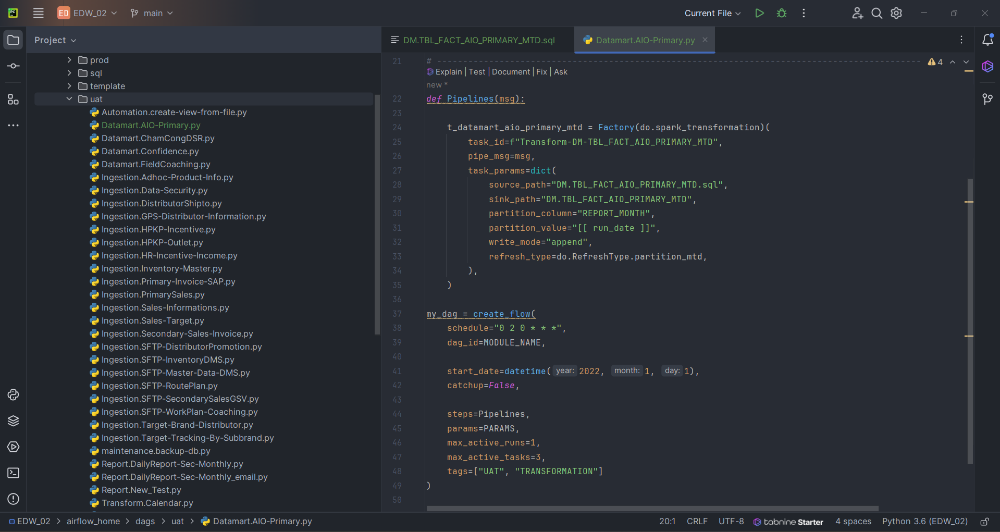 ED EDW_02 main Current File
Project
prod
sql
template
uat
Automation.create-view-from-file.py
Datamart.AIO-Primary.py
Datamart.ChamCongDSR.py
Datamart.Confidence.py
Datamart.FieldCoaching.py
Ingestion.Adhoc-Product-Info.py
Ingestion.Data-Security.py
Ingestion.DistributorShipto.py
Ingestion.GPS-Distributor-Information.py
Ingestion.HPKP-Incentive.py
Ingestion.HPKP-Outlet.py
Ingestion.HR-Incentive-Income.py
Ingestion.Inventory-Master.py
Ingestion.Primary-Invoice-SAP.py
Ingestion.PrimarySales.py
Ingestion.Sales-Informations.py
Ingestion.Sales-Target.py
Ingestion.Secondary-Sales-Invoice.py
Ingestion.SFTP-DistributorPromotion.py
Ingestion.SFTP-InventoryDMS.py
Ingestion.SFTP-Master-Data-DMS.py
Ingestion.SFTP-RoutePlan.py
Ingestion.SFTP-SecondarySalesGSV.py
Ingestion.SFTP-WorkPlan-Coaching.py
Ingestion.Target-Brand-Distributor.py
Ingestion.Target-Tracking-By-Subbrand.py
maintenance.backup-db.py
Report.DailyReport-Sec-Monthly.py
Report.DailyReport-Sec-Monthly_email.py
Report.New_Test.py
Transform.Calendar.py
DM.TBL_FACT_AIO_PRIMARY_MTD.sql Datamart.AIO-Primary.py
21 # --------------------------------------------------------------------------------------------- 4
Explain | Test | Document | Fix | Ask
new *
22 def Pipelines(msg):
23
24 t_datamart_aio_primary_mtd = Factory(do.spark_transformation)(
25 task_id=f"Transform-DM-TBL_FACT_AIO_PRIMARY_MTD",
26 pipe_msg=msg,
27 task_params=dict(
28 source_path="DM.TBL_FACT_AIO_PRIMARY_MTD.sql",
29 sink_path="DM.TBL_FACT_AIO_PRIMARY_MTD",
30 partition_column="REPORT_MONTH",
31 partition_value="[[ run_date ]]",
32 write_mode="append",
33 refresh_type=do.RefreshType.partition_mtd,
34 ),
35 )
36
37 my_dag = create_flow(
38 schedule="0 2 0 * * *",
39 dag_id=MODULE_NAME,
40
41 start_date=datetime( year: 2022, month: 1, day: 1),
42 catchup=False,
43
44 steps=Pipelines,
45 params=PARAMS,
46 max_active_runs=1,
47 max_active_tasks=3,
48 tags=["UAT", "TRANSFORMATION"]
49 )
50
EDW_02 > airflow_home > dags > uat > Datamart.AIO-Primary.py 20:1 CRLF UTF-8 tabnine Starter 4 spaces Python 3.6 (EDW_02)